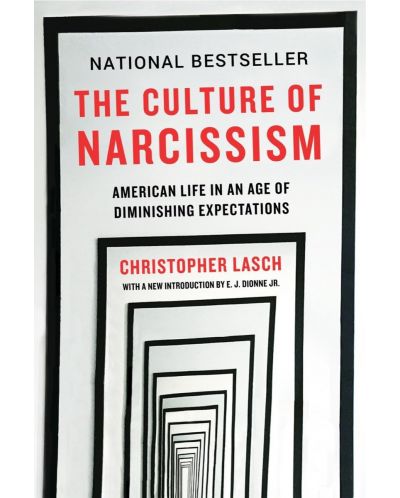 NATIONAL BESTSELLER
THE CULTURE OF
NARCISSISM
AMERICAN LIFE IN AN AGE OF
DIMINISHING EXPECTATIONS
CHRISTOPHER LASCH
WITH A NEW INTRODUCTION BY E. J. DIONNE JR.